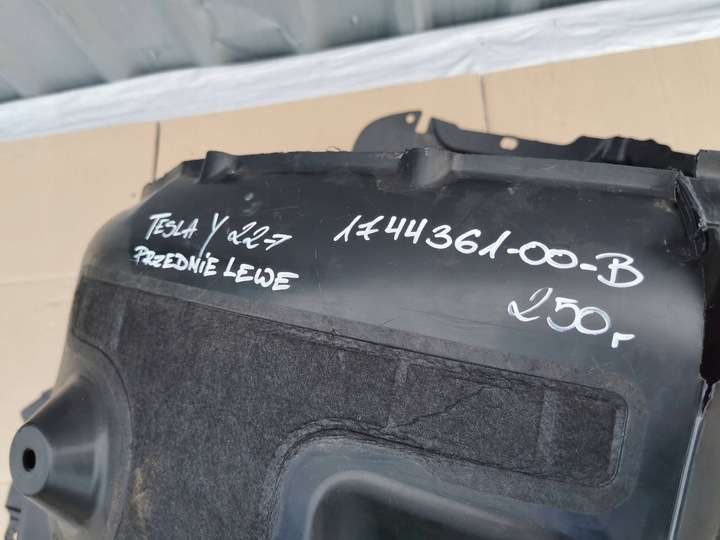 TESLA Y 22→
PRZEDNIE LEWE
1744361-00-B
250,-